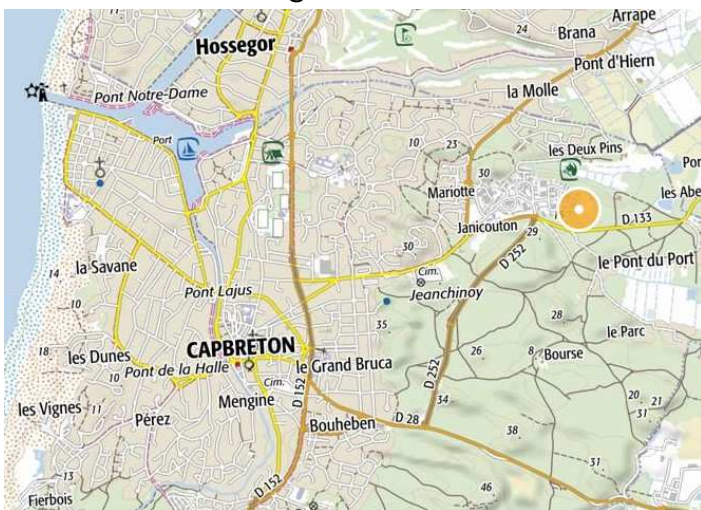 Arrape
Brana
24
Hossegor
Pont d'Hiern
la Molle
Pont Notre-Dame
Port
10
23
les Deux Pins
30
Mariotte
les Abe
Janicouton
D 133
29
30
la Savane
D 252
le Pont du Port
14
Cim.
Jeanchinoy
Pont Lajus
10
35
28
le Parc
CAPBRETON
18
les Dunes
26
8
Bourse
D 252
Pont de la Halle
le Grand Bruca
10
Cim.
D 152
34
20
21
les Vignes
11
Mengine
31
Pérez
Bouheben
D 28
38
31
13
D 152
46
Fierbois